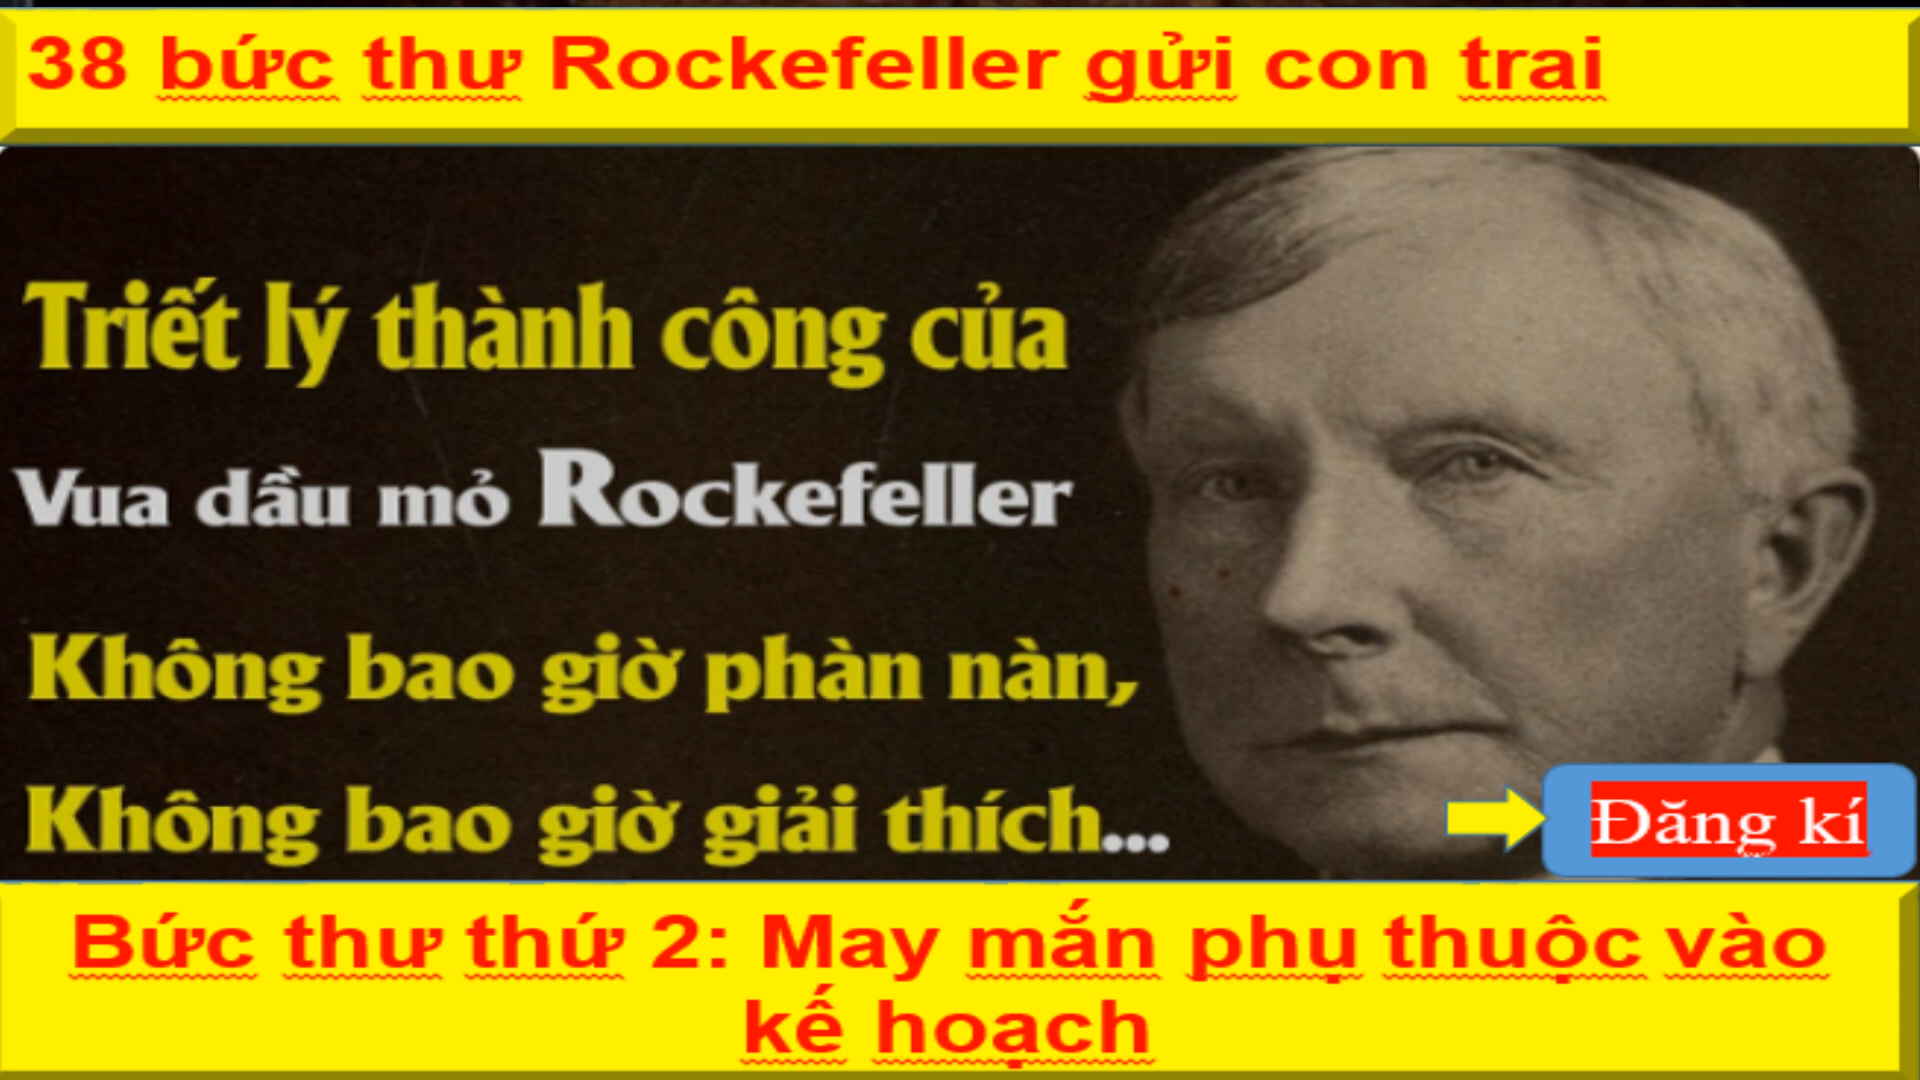 38 bức thư Rockefeller gửi con trai
Triết lý thành công của
Vua dầu mỏ Rockefeller
Không bao giờ phàn nàn,
Không bao giờ giải thích...
Đăng kí
Bức thư thứ 2: May mắn phụ thuộc vào
kế hoạch